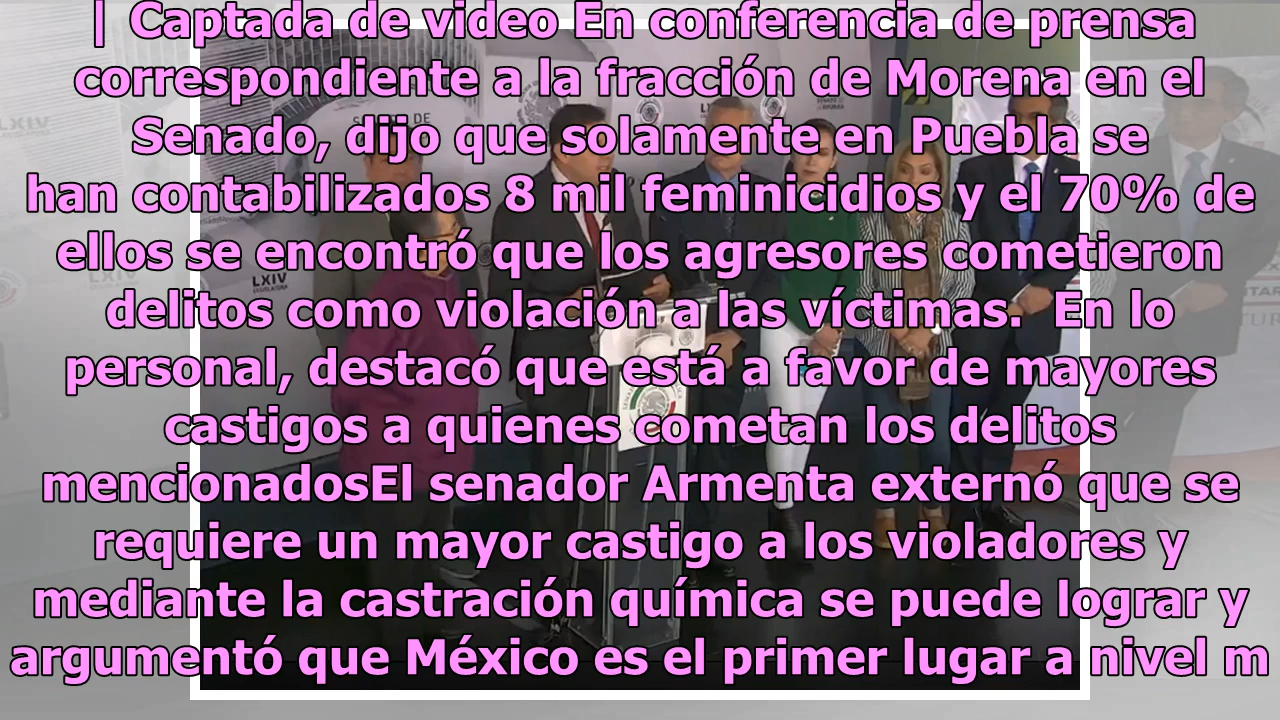 | Captada de video En conferencia de prensa
correspondiente a la fracción de Morena en el
Senado, dijo que solamente en Puebla se
han contabilizados 8 mil feminicidios y el 70% de
ellos se encontró que los agresores cometieron
delitos como violación a las víctimas.  En lo
personal, destacó que está a favor de mayores
castigos a quienes cometan los delitos
mencionadosEl senador Armenta externó que se
requiere un mayor castigo a los violadores y
mediante la castración química se puede lograr y
argumentó que México es el primer lugar a nivel m
LXIV
LXIV
LXIV